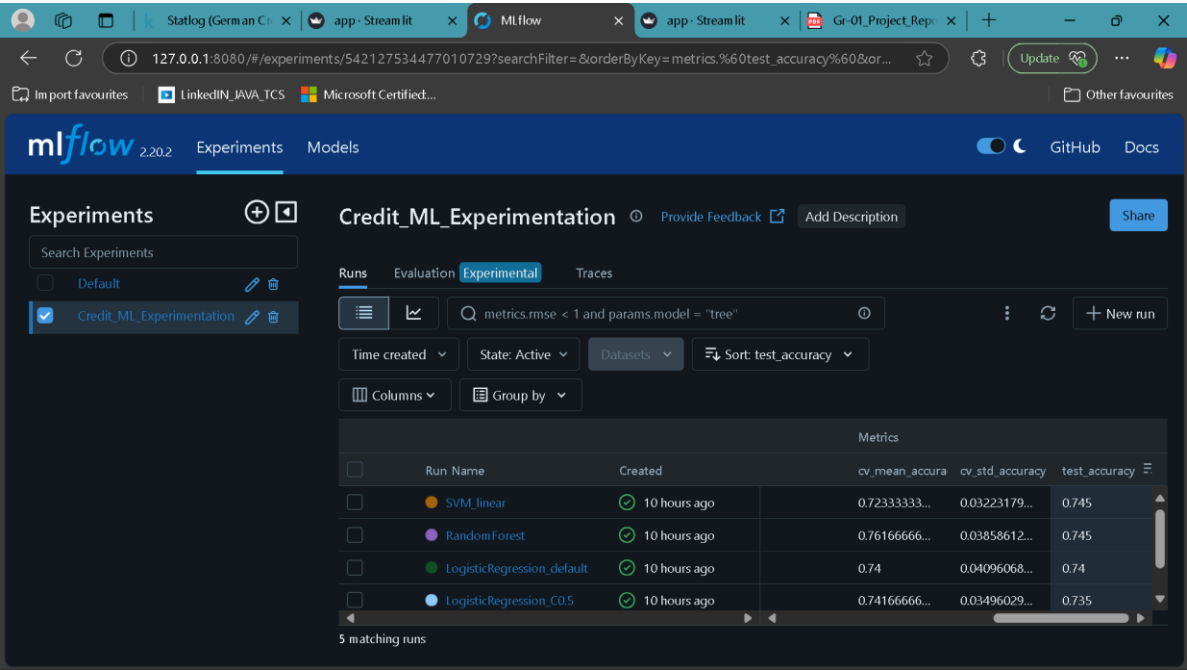 Statlog (German Cr
app · Streamlit
MLflow
app · Streamlit
Gr-01_Project_Repo
127.0.0.1:8080/#/experiments/542127534477010729?searchFilter=&orderByKey=metrics.%60test_accuracy%60&or...
Update
Import favourites
LinkedIN_JAVA_TCS
Microsoft Certified:...
Other favourites
mlflow 2.20.2
Experiments
Models
GitHub
Docs
Experiments
Search Experiments
Default
Credit_ML_Experimentation
Credit_ML_Experimentation
Provide Feedback
Add Description
Share
Runs
Evaluation Experimental
Traces
metrics.rmse < 1 and params.model = "tree"
New run
Time created
State: Active
Datasets
Sort: test_accuracy
Columns
Group by
Metrics
Run Name Created cv_mean_accura cv_std_accuracy test_accuracy
SVM_linear 10 hours ago 0.72333333... 0.03223179... 0.745
RandomForest 10 hours ago 0.76166666... 0.03858612... 0.745
LogisticRegression_default 10 hours ago 0.74 0.04096068... 0.74
LogisticRegression_C0.5 10 hours ago 0.74166666... 0.03496029... 0.735
5 matching runs